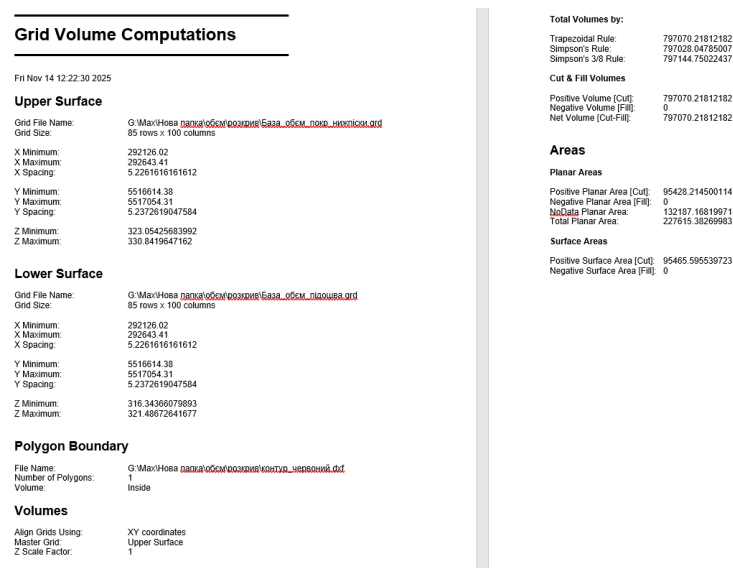 Grid Volume Computations
Fri Nov 14 12:22:30 2025
Upper Surface
Grid File Name: G:\Max\Нова папка\обєм\розкрив\База_обєм_покр_нижпіски.grd
Grid Size: 85 rows x 100 columns
X Minimum: 292126.02
X Maximum: 292643.41
X Spacing: 5.2261616161612
Y Minimum: 5516614.38
Y Maximum: 5517054.31
Y Spacing: 5.2372619047584
Z Minimum: 323.05425683992
Z Maximum: 330.8419647162
Lower Surface
Grid File Name: G:\Max\Нова папка\обєм\розкрив\База_обєм_підошва.grd
Grid Size: 85 rows x 100 columns
X Minimum: 292126.02
X Maximum: 292643.41
X Spacing: 5.2261616161612
Y Minimum: 5516614.38
Y Maximum: 5517054.31
Y Spacing: 5.2372619047584
Z Minimum: 316.34366079893
Z Maximum: 321.48672641677
Polygon Boundary
File Name: G:\Max\Нова папка\обєм\розкрив\контур_червоний.dxf
Number of Polygons: 1
Volume: Inside
Volumes
Align Grids Using: XY coordinates
Master Grid: Upper Surface
Z Scale Factor: 1
Total Volumes by:
Trapezoidal Rule: 797070.21812182
Simpson's Rule: 797028.04785007
Simpson's 3/8 Rule: 797144.75022437
Cut & Fill Volumes
Positive Volume [Cut]: 797070.21812182
Negative Volume [Fill]: 0
Net Volume [Cut-Fill]: 797070.21812182
Areas
Planar Areas
Positive Planar Area [Cut]: 95428.214500114
Negative Planar Area [Fill]: 0
NoData Planar Area: 132187.16819971
Total Planar Area: 227615.38269983
Surface Areas
Positive Surface Area [Cut]: 95465.595539723
Negative Surface Area [Fill]: 0